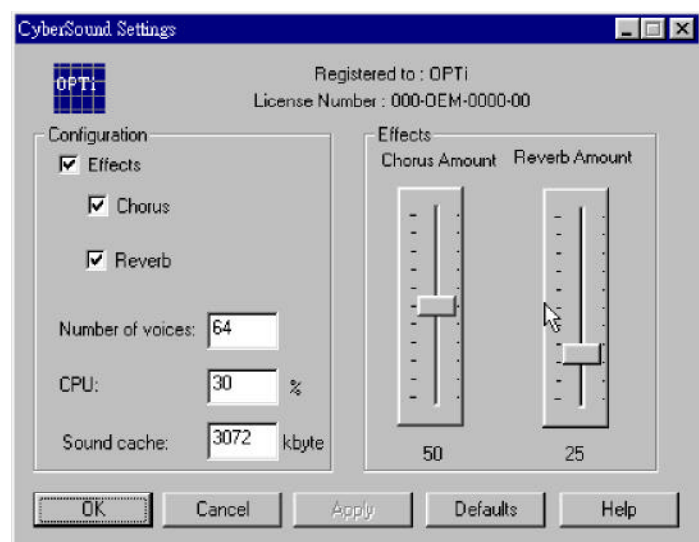 CyberSound Settings
OPTi
Registered to : OPTi
License Number : 000-OEM-0000-00
Configuration
Effects
Chorus
Reverb
Number of voices: 64
CPU: 30 %
Sound cache: 3072 kbyte
Effects
Chorus Amount Reverb Amount
50 25
OK Cancel Apply Defaults Help